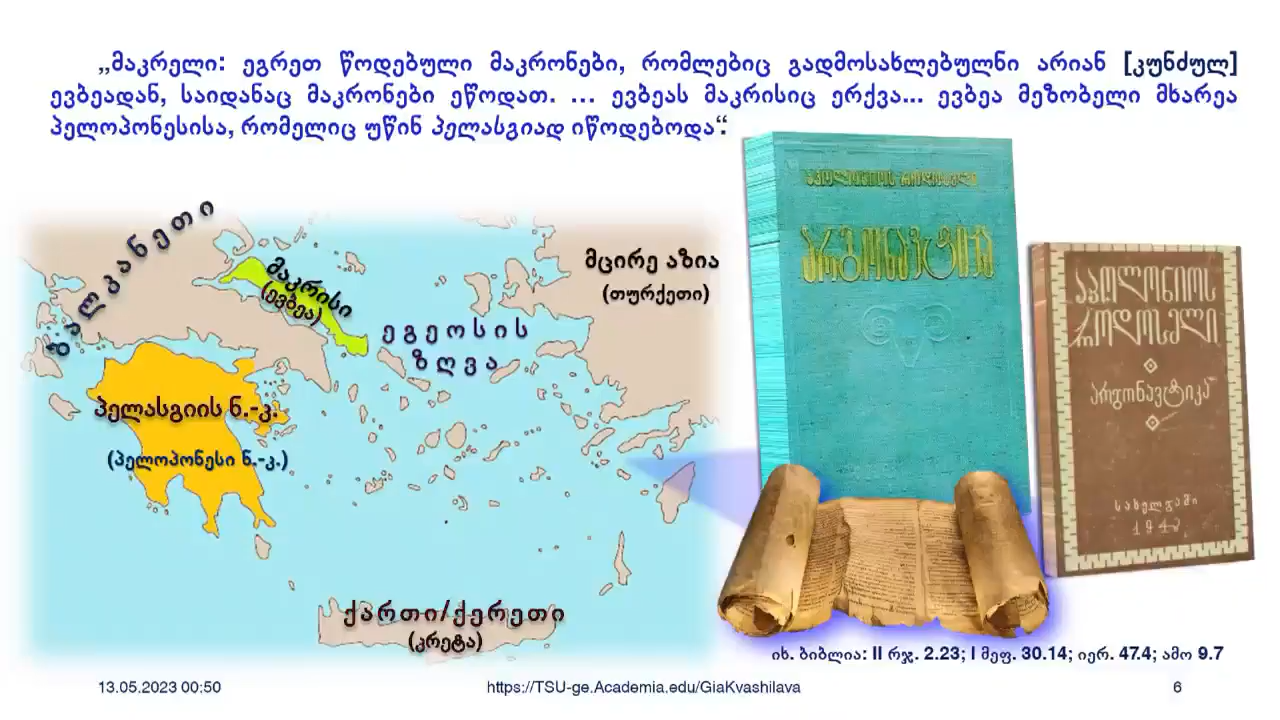 „მაკრელი: ეგრეთ წოდებული მაკრონები, რომლებიც გადმოსახლებულნი არიან [კუნძულ]
ევბეადან, საიდანაც მაკრონები ეწოდათ. … ევბეას მაკრისიც ერქვა... ევბეა მეზობელი მხარეა
პელოპონესისა, რომელიც უწინ პელასგიად იწოდებოდა“.
ბალკანეთი
მაკრისი
(ევბეა)
ეგეოსის
ზღვა
მცირე აზია
(თურქეთი)
პელასგიის ნ.-კ.
(პელოპონესი ნ.-კ.)
ქართი/ქერეთი
(კრეტა)
აპოლონიოს როდოსელი
არგონავტიკა
აპოლონიოს
როდოსელი
არგონავტიკა
სახელგამი
იხ. ბიბლია: II რჯ. 2.23; I მეფ. 30.14; იერ. 47.4; ამო 9.7
13.05.2023 00:50
https://TSU-ge.Academia.edu/GiaKvashilava
6